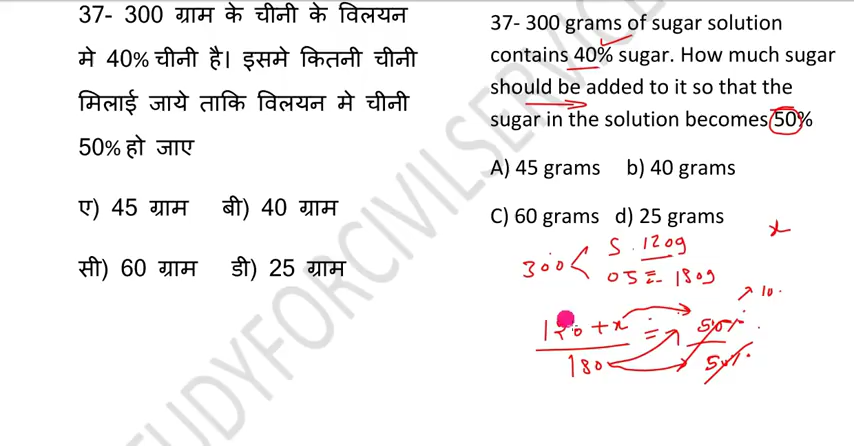 37- 300 ग्राम के चीनी के विलयन
मे 40% चीनी है। इसमे कितनी चीनी
मिलाई जाये ताकि विलयन मे चीनी
50% हो जाए
ए) 45 ग्राम बी) 40 ग्राम
सी) 60 ग्राम डी) 25 ग्राम
37- 300 grams of sugar solution
contains 40% sugar. How much sugar
should be added to it so that the
sugar in the solution becomes 50%
A) 45 grams b) 40 grams
C) 60 grams d) 25 grams
x
300 < S. 120g
OS = 180g
120 + x = 50%
180 50%
10.
STUDYFORCIVILSERVICES